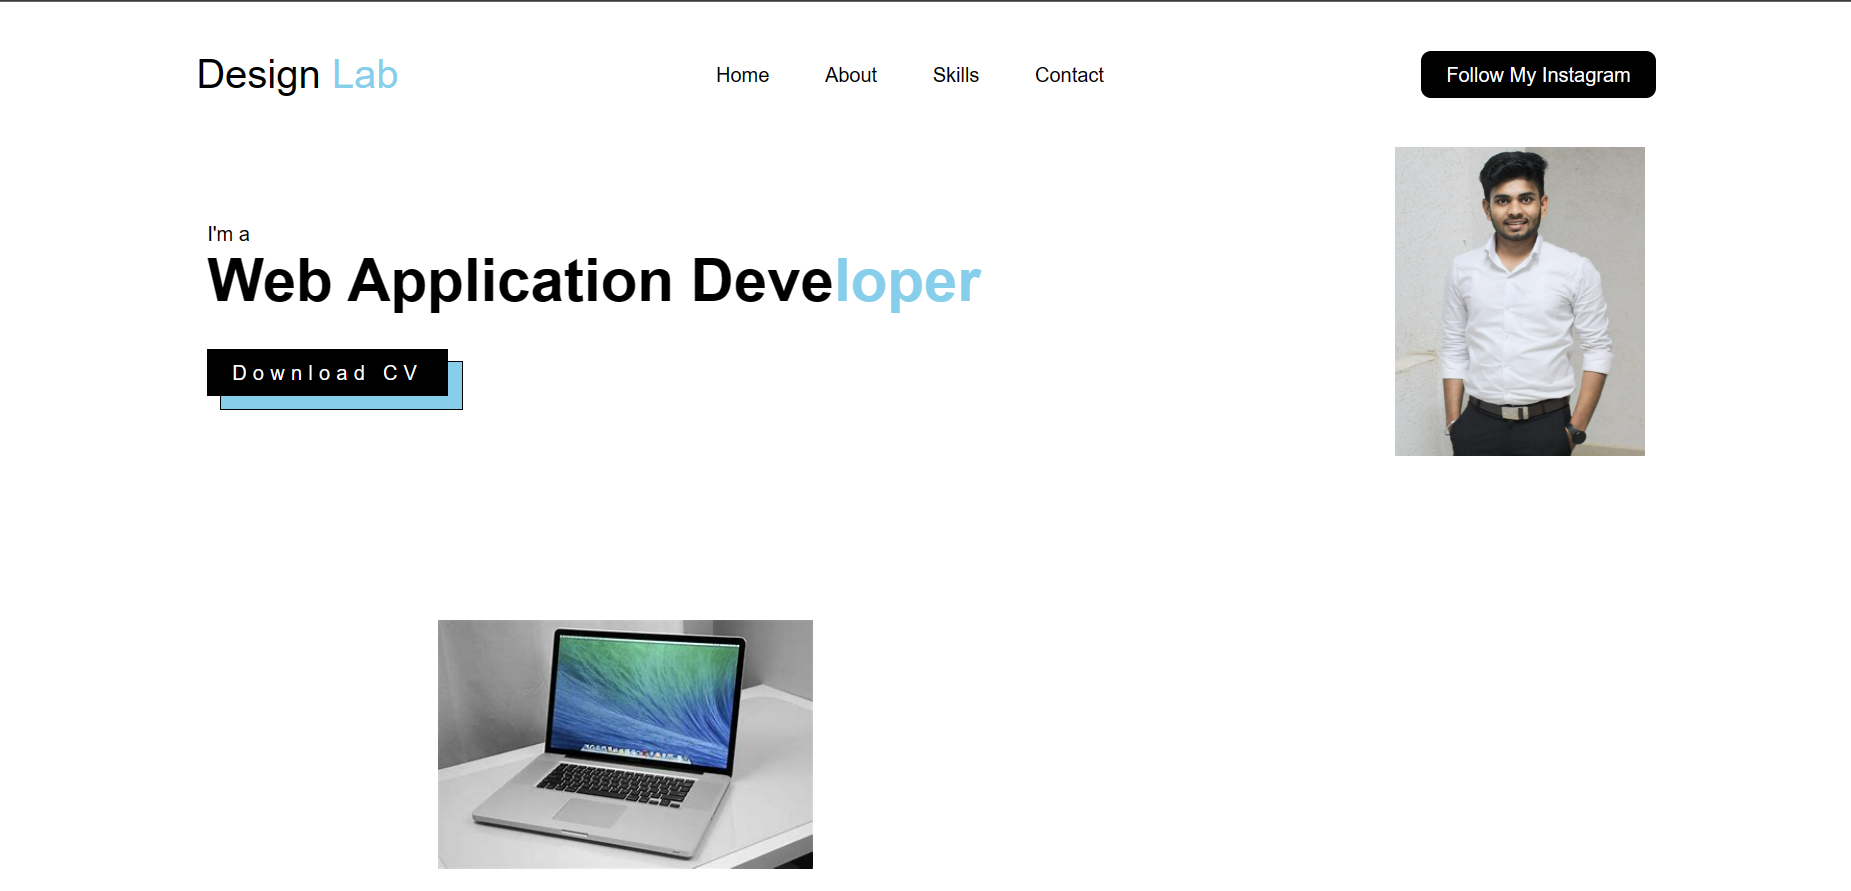 Design Lab
Home About Skills Contact
Follow My Instagram
I'm a
Web Application Developer
Download CV